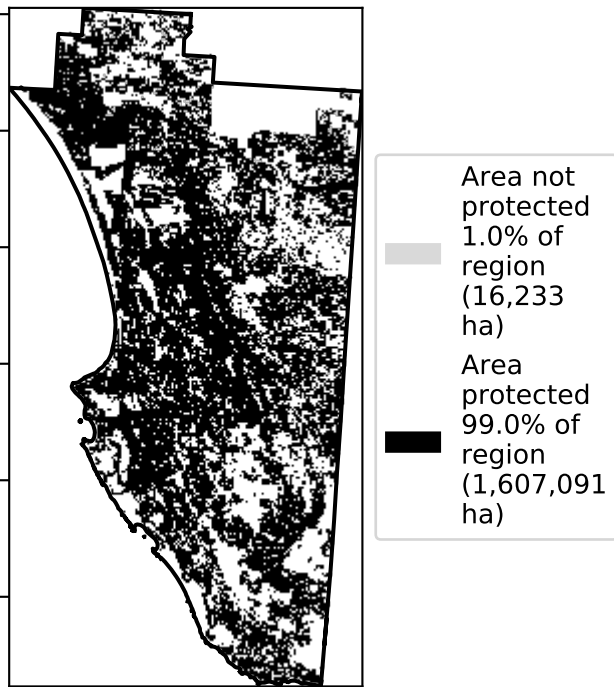 Area not
protected
1.0% of
region
(16,233
ha)
Area
protected
99.0% of
region
(1,607,091
ha)